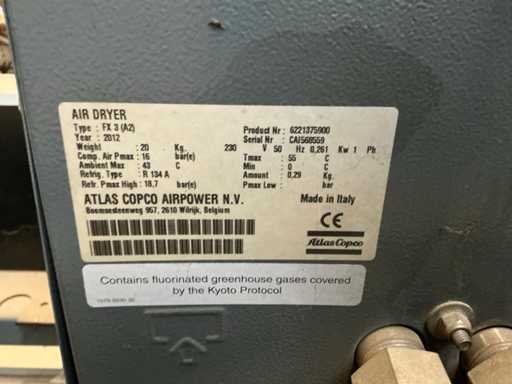 AIR DRYER
Type : FX 3 (A2) Product Nr : 6221375900
Year : 2012 Serial Nr : CAI568559
Weight : 20 Kg. 230 V 50 Hz 0,261 Kw 1 Ph
Comp. Air Pmax : 16 bar(e) Tmax : 55 C
Ambient Max : 43 C Min : 0 C
Refrig. Type : R 134 A Amount : 0,29 Kg.
Refr. Pmax High : 18,7 bar(e) Pmax Low : bar
ATLAS COPCO AIRPOWER N.V. Made in Italy
Boomsesteenweg 957, 2610 Wilrijk, Belgium
CE
Atlas Copco
Contains fluorinated greenhouse gases covered
by the Kyoto Protocol